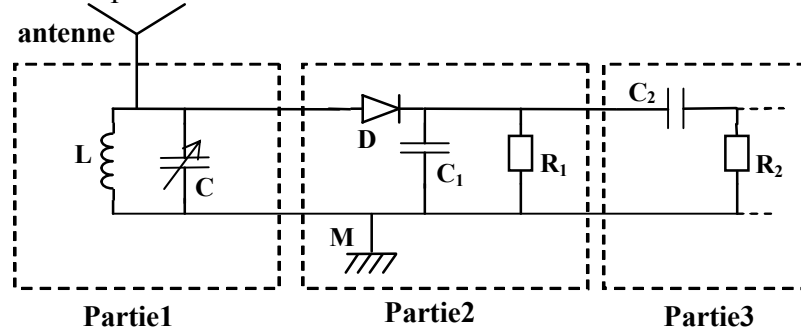 antenne
L
C
D
C₁
R₁
C₂
R₂
M
Partie1
Partie2
Partie3